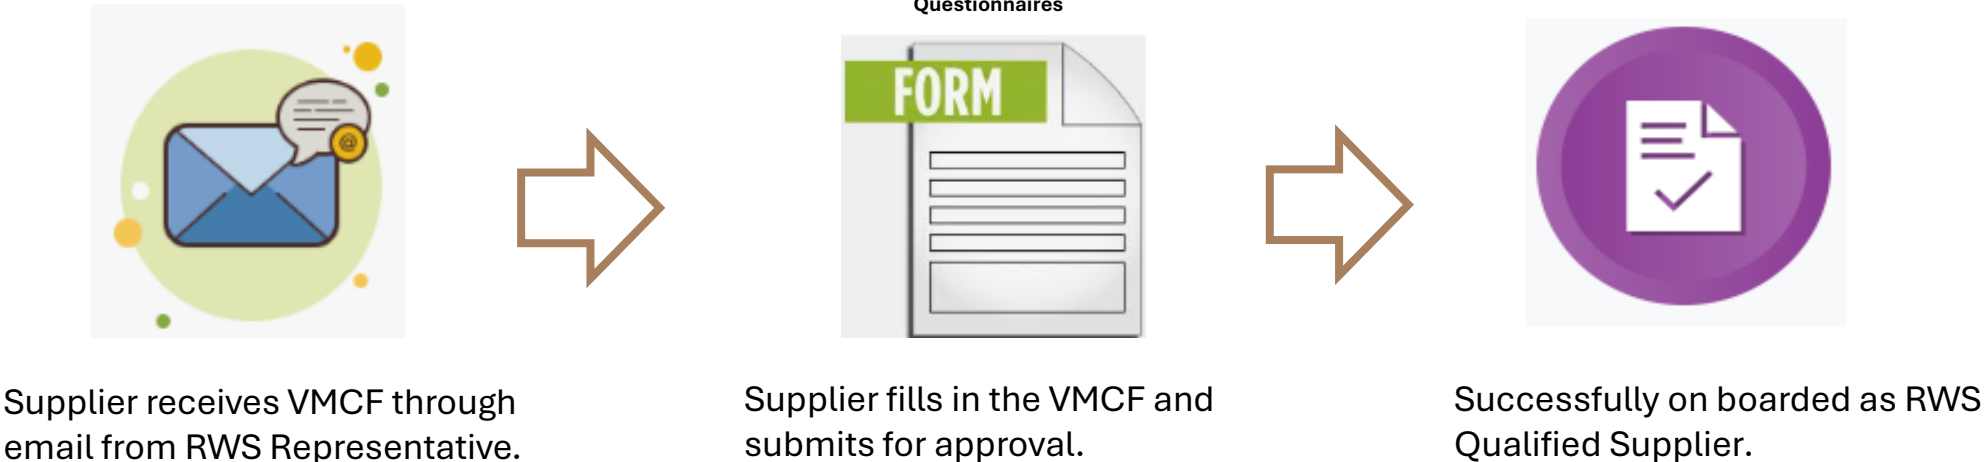 Questionnaires
FORM
@
Supplier receives VMCF through
email from RWS Representative.
Supplier fills in the VMCF and
submits for approval.
Successfully on boarded as RWS
Qualified Supplier.